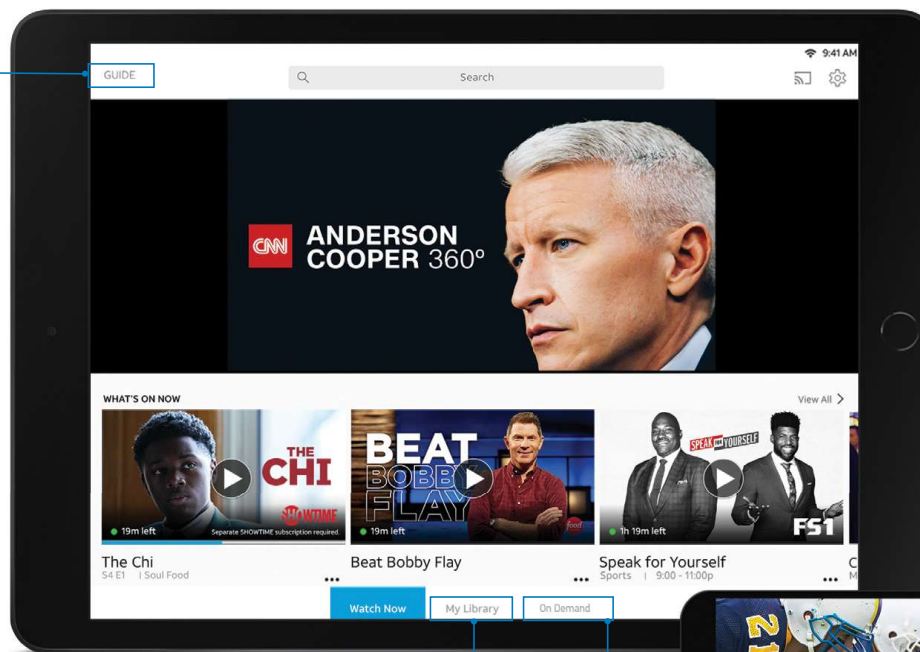 9:41 AM
GUIDE
Search
CNN
ANDERSON
COOPER 360º
WHAT'S ON NOW
View All
THE
CHI
SHOWTIME
19m left
Separate SHOWTIME subscription required.
BEAT
BOBBY
FLAY
19m left
food
SPEAK FOR YOURSELF
1h 19m left
FS1
The Chi
S4 E1 | Soul Food
Beat Bobby Flay
Speak for Yourself
Sports | 9:00 - 11:00p
C
M
Watch Now
My Library
On Demand
21